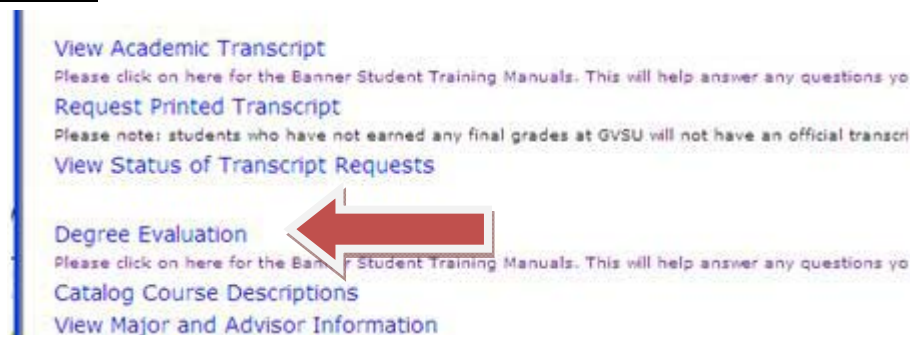 View Academic Transcript
Please click on here for the Banner Student Training Manuals. This will help answer any questions yo
Request Printed Transcript
Please note: students who have not earned any final grades at GVSU will not have an official transcri
View Status of Transcript Requests
Degree Evaluation
Please click on here for the Banner Student Training Manuals. This will help answer any questions yo
Catalog Course Descriptions
View Major and Advisor Information